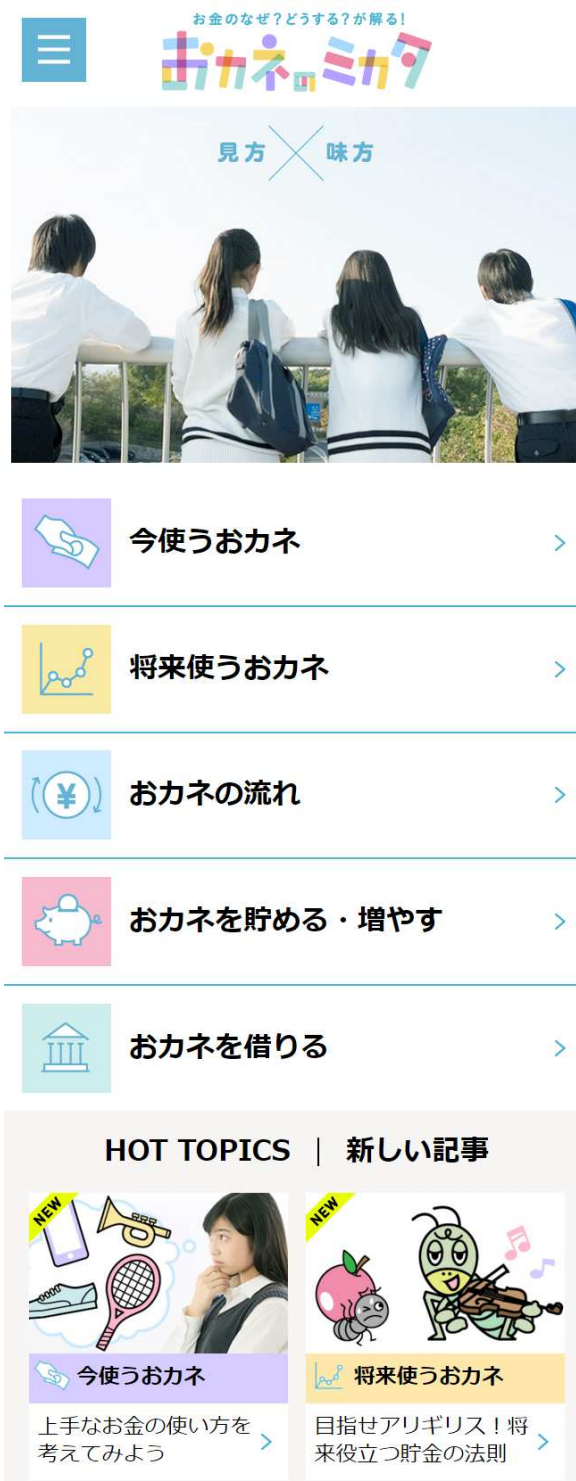 お金のなぜ?どうする?が解る!
おカネのミカタ
見方 味方
今使うおカネ
将来使うおカネ
おカネの流れ
おカネを貯める・増やす
おカネを借りる
HOT TOPICS | 新しい記事
NEW
NEW
今使うおカネ
将来使うおカネ
上手なお金の使い方を
考えてみよう
目指せアリギリス！将
来役立つ貯金の法則